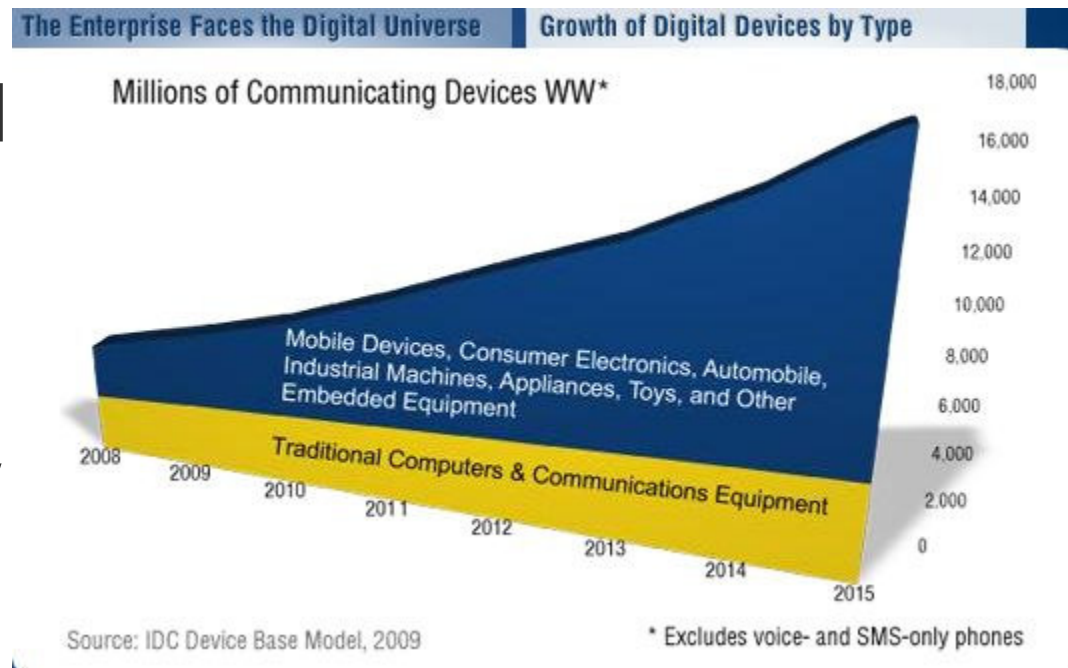 The Enterprise Faces the Digital Universe
Growth of Digital Devices by Type
Millions of Communicating Devices WW*
18,000
16,000
14,000
12,000
10,000
8,000
6,000
4,000
2.000
0
Mobile Devices, Consumer Electronics, Automobile,
Industrial Machines, Appliances, Toys, and Other
Embedded Equipment
Traditional Computers & Communications Equipment
2008
2009
2010
2011
2012
2013
2014
2015
Source: IDC Device Base Model, 2009
* Excludes voice- and SMS-only phones